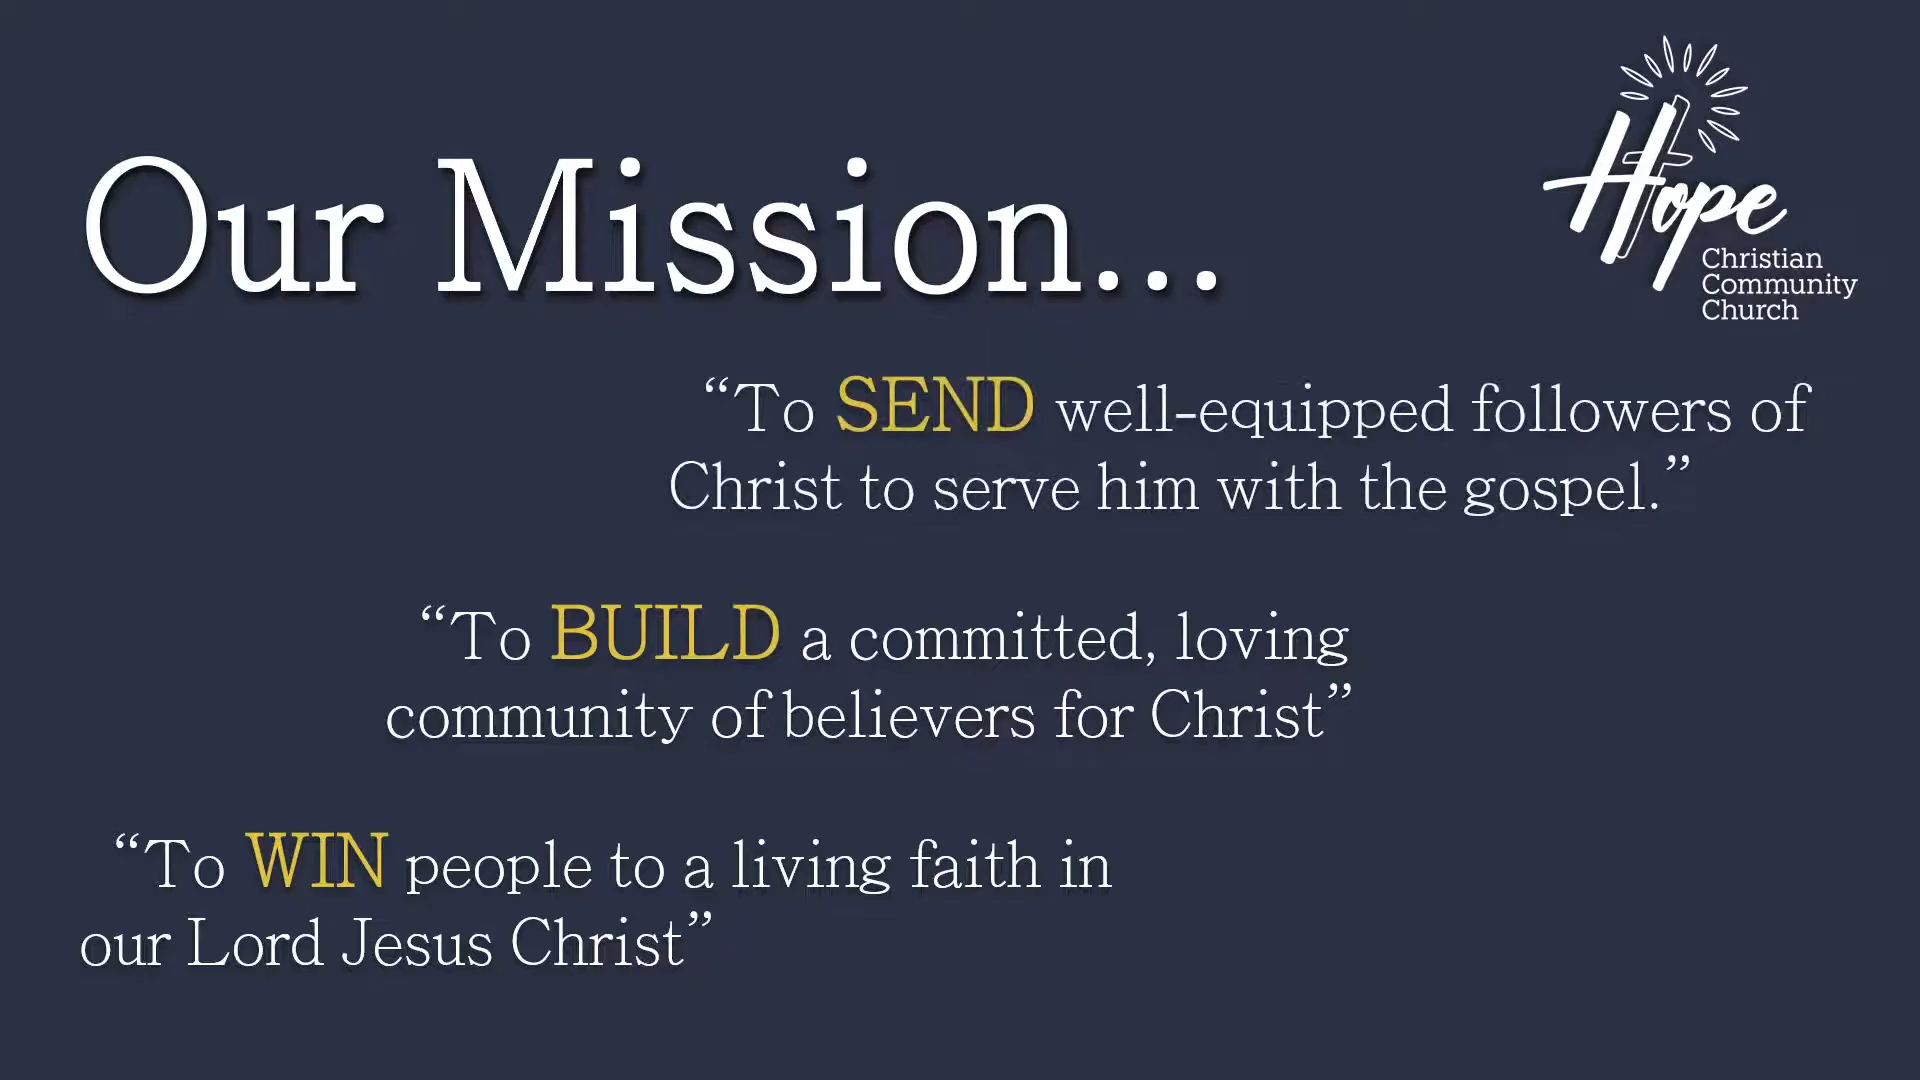 Our Mission...
Hope
Christian
Community
Church
“To SEND well-equipped followers of
Christ to serve him with the gospel.”
“To BUILD a committed, loving
community of believers for Christ”
“To WIN people to a living faith in
our Lord Jesus Christ”